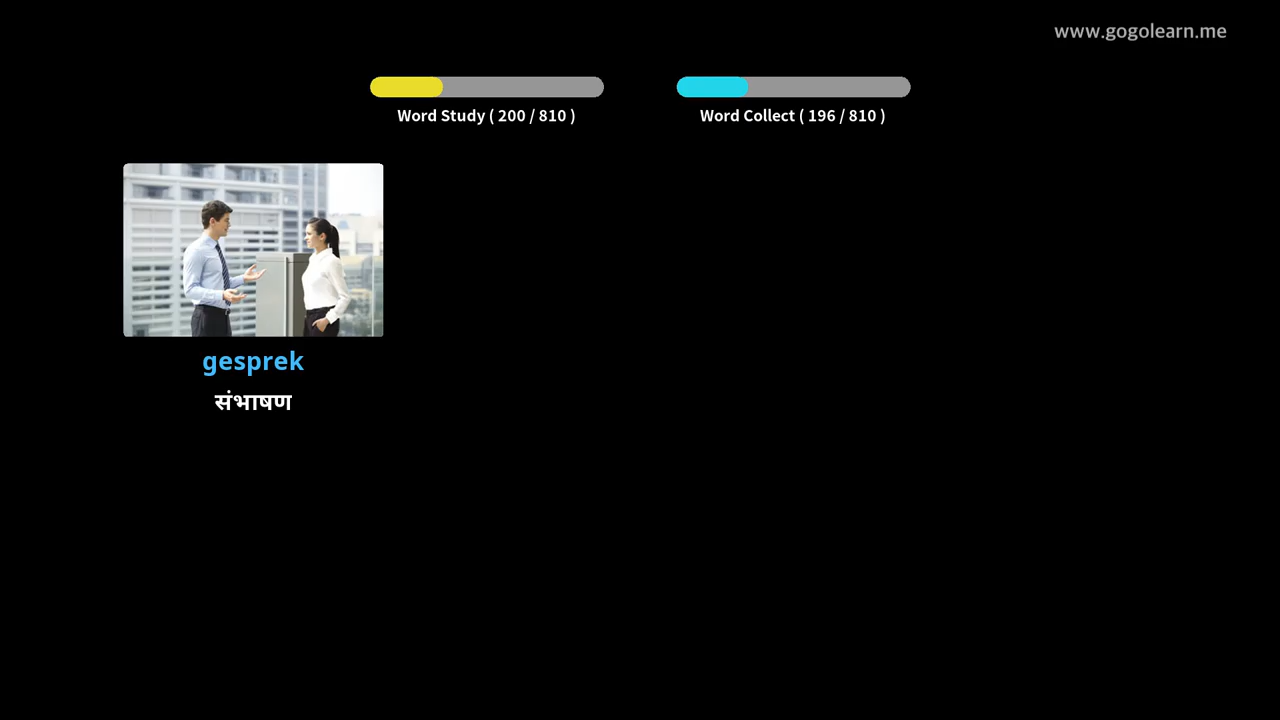 www.gogolearn.me
Word Study ( 200 / 810 )
Word Collect ( 196 / 810 )
gesprek
संभाषण